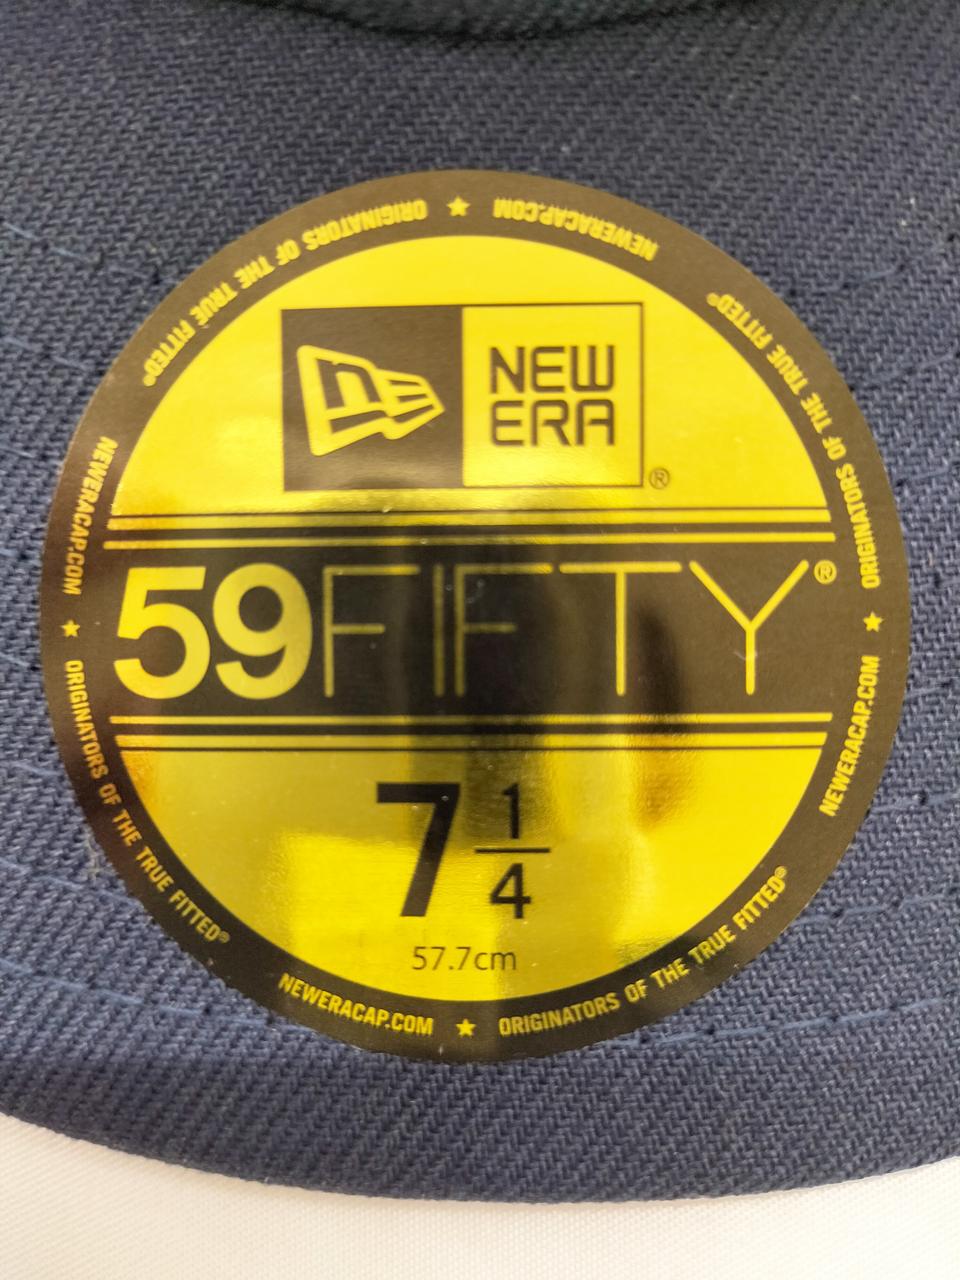 NEW
ERA
®
59FIFTY®
7 1/4
57.7cm
NEWERACAP.COM ★ ORIGINATORS OF THE TRUE FITTED®
NEWERACAP.COM ★ ORIGINATORS OF THE TRUE FITTED®
NEWERACAP.COM ★ ORIGINATORS OF THE TRUE FITTED®
NEWERACAP.COM ★ ORIGINATORS OF THE TRUE FITTED®